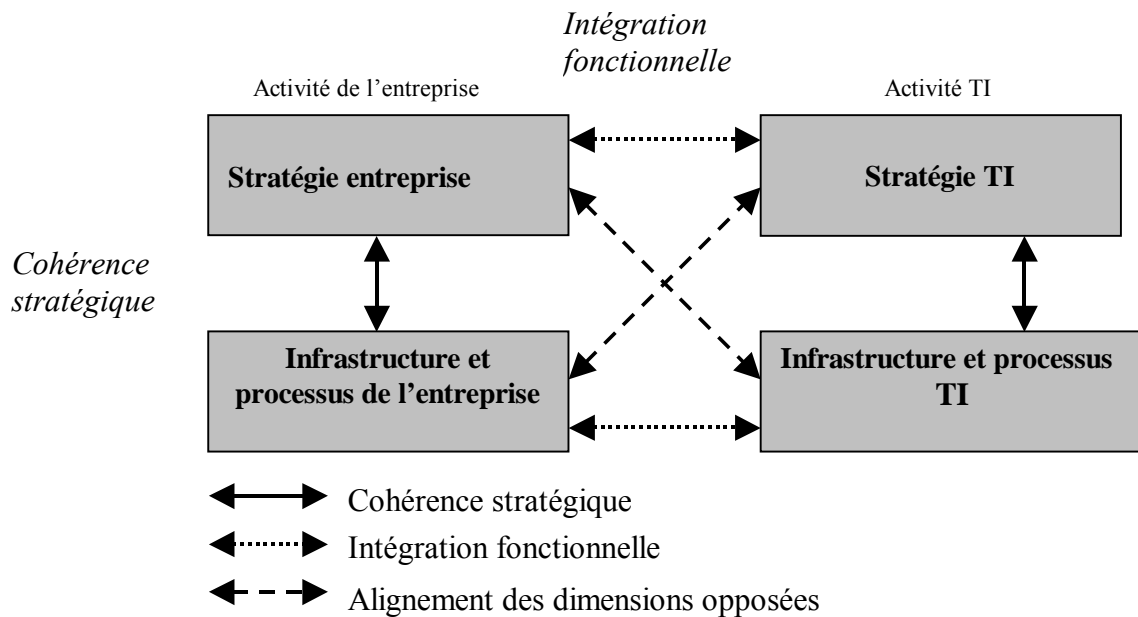 Intégration
fonctionnelle
Activité de l’entreprise
Activité TI
Stratégie entreprise
Stratégie TI
Cohérence
stratégique
Infrastructure et
processus de l’entreprise
Infrastructure et processus
TI
Cohérence stratégique
Intégration fonctionnelle
Alignement des dimensions opposées